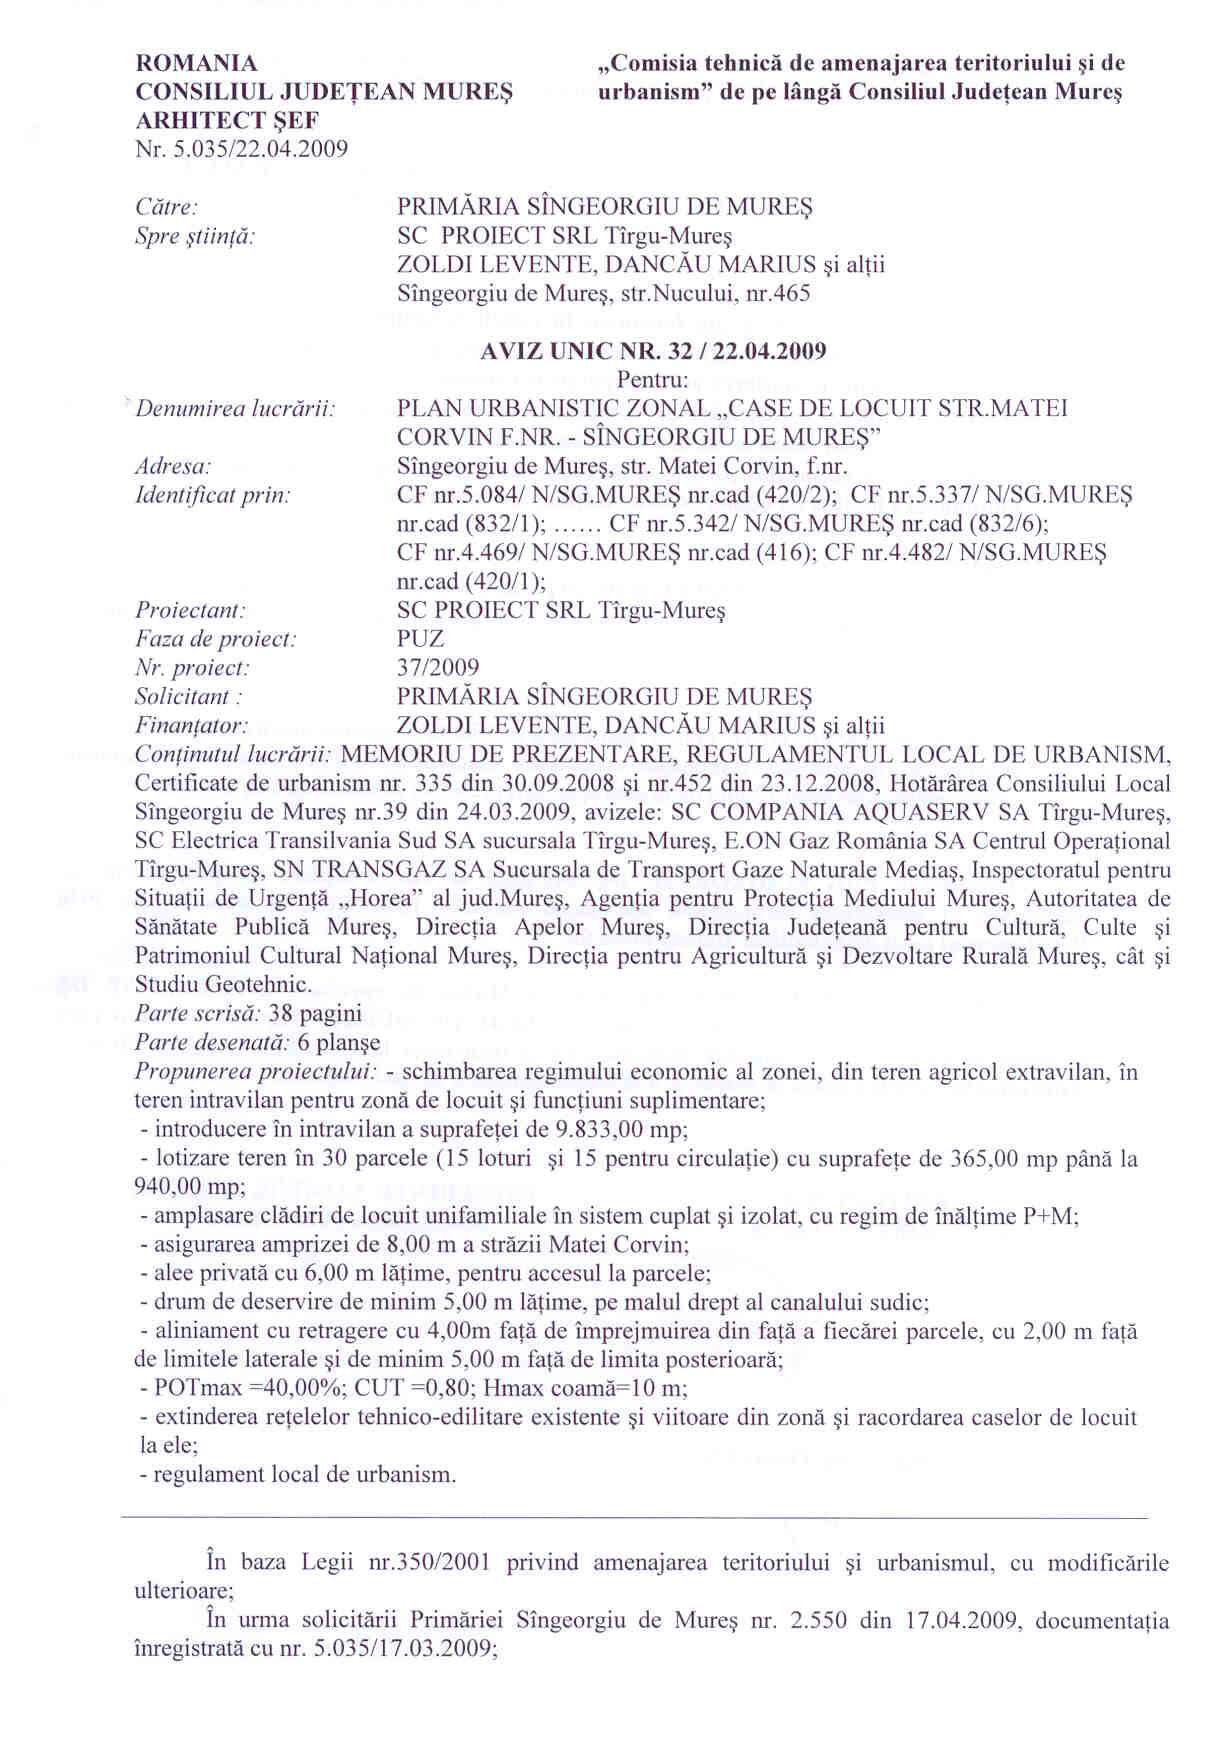 ROMANIA
CONSILIUL JUDEŢEAN MUREŞ
ARHITECT ŞEF
Nr. 5.035/22.04.2009
„Comisia tehnică de amenajarea teritoriului şi de
urbanism” de pe lângă Consiliul Judeţean Mureş
Către: PRIMĂRIA SÎNGEORGIU DE MUREŞ
Spre ştiinţă: SC PROIECT SRL Tîrgu-Mureş
ZOLDI LEVENTE, DANCĂU MARIUS şi alţii
Sîngeorgiu de Mureş, str.Nucului, nr.465
AVIZ UNIC NR. 32 / 22.04.2009
Pentru:
Denumirea lucrării: PLAN URBANISTIC ZONAL „CASE DE LOCUIT STR.MATEI
CORVIN F.NR. - SÎNGEORGIU DE MUREŞ”
Adresa: Sîngeorgiu de Mureş, str. Matei Corvin, f.nr.
Identificat prin: CF nr.5.084/ N/SG.MUREŞ nr.cad (420/2); CF nr.5.337/ N/SG.MUREŞ
nr.cad (832/1); ...... CF nr.5.342/ N/SG.MUREŞ nr.cad (832/6);
CF nr.4.469/ N/SG.MUREŞ nr.cad (416); CF nr.4.482/ N/SG.MUREŞ
nr.cad (420/1);
Proiectant: SC PROIECT SRL Tîrgu-Mureş
Faza de proiect: PUZ
Nr. proiect: 37/2009
Solicitant : PRIMĂRIA SÎNGEORGIU DE MUREŞ
Finanţator: ZOLDI LEVENTE, DANCĂU MARIUS şi alţii
Conţinutul lucrării: MEMORIU DE PREZENTARE, REGULAMENTUL LOCAL DE URBANISM,
Certificate de urbanism nr. 335 din 30.09.2008 şi nr.452 din 23.12.2008, Hotărârea Consiliului Local
Sîngeorgiu de Mureş nr.39 din 24.03.2009, avizele: SC COMPANIA AQUASERV SA Tîrgu-Mureş,
SC Electrica Transilvania Sud SA sucursala Tîrgu-Mureş, E.ON Gaz România SA Centrul Operaţional
Tîrgu-Mureş, SN TRANSGAZ SA Sucursala de Transport Gaze Naturale Mediaş, Inspectoratul pentru
Situaţii de Urgenţă „Horea” al jud.Mureş, Agenţia pentru Protecţia Mediului Mureş, Autoritatea de
Sănătate Publică Mureş, Direcţia Apelor Mureş, Direcţia Judeţeană pentru Cultură, Culte şi
Patrimoniul Cultural Naţional Mureş, Direcţia pentru Agricultură şi Dezvoltare Rurală Mureş, cât şi
Studiu Geotehnic.
Parte scrisă: 38 pagini
Parte desenată: 6 planşe
Propunerea proiectului: - schimbarea regimului economic al zonei, din teren agricol extravilan, în
teren intravilan pentru zonă de locuit şi funcţiuni suplimentare;
- introducere în intravilan a suprafeţei de 9.833,00 mp;
- lotizare teren în 30 parcele (15 loturi şi 15 pentru circulaţie) cu suprafeţe de 365,00 mp până la
940,00 mp;
- amplasare clădiri de locuit unifamiliale în sistem cuplat şi izolat, cu regim de înălţime P+M;
- asigurarea amprizei de 8,00 m a străzii Matei Corvin;
- alee privată cu 6,00 m lăţime, pentru accesul la parcele;
- drum de deservire de minim 5,00 m lăţime, pe malul drept al canalului sudic;
- aliniament cu retragere cu 4,00m faţă de împrejmuirea din faţă a fiecărei parcele, cu 2,00 m faţă
de limitele laterale şi de minim 5,00 m faţă de limita posterioară;
- POTmax =40,00%; CUT =0,80; Hmax coamă=10 m;
- extinderea reţelelor tehnico-edilitare existente şi viitoare din zonă şi racordarea caselor de locuit
la ele;
- regulament local de urbanism.
În baza Legii nr.350/2001 privind amenajarea teritoriului şi urbanismul, cu modificările
ulterioare;
În urma solicitării Primăriei Sîngeorgiu de Mureş nr. 2.550 din 17.04.2009, documentaţia
înregistrată cu nr. 5.035/17.03.2009;